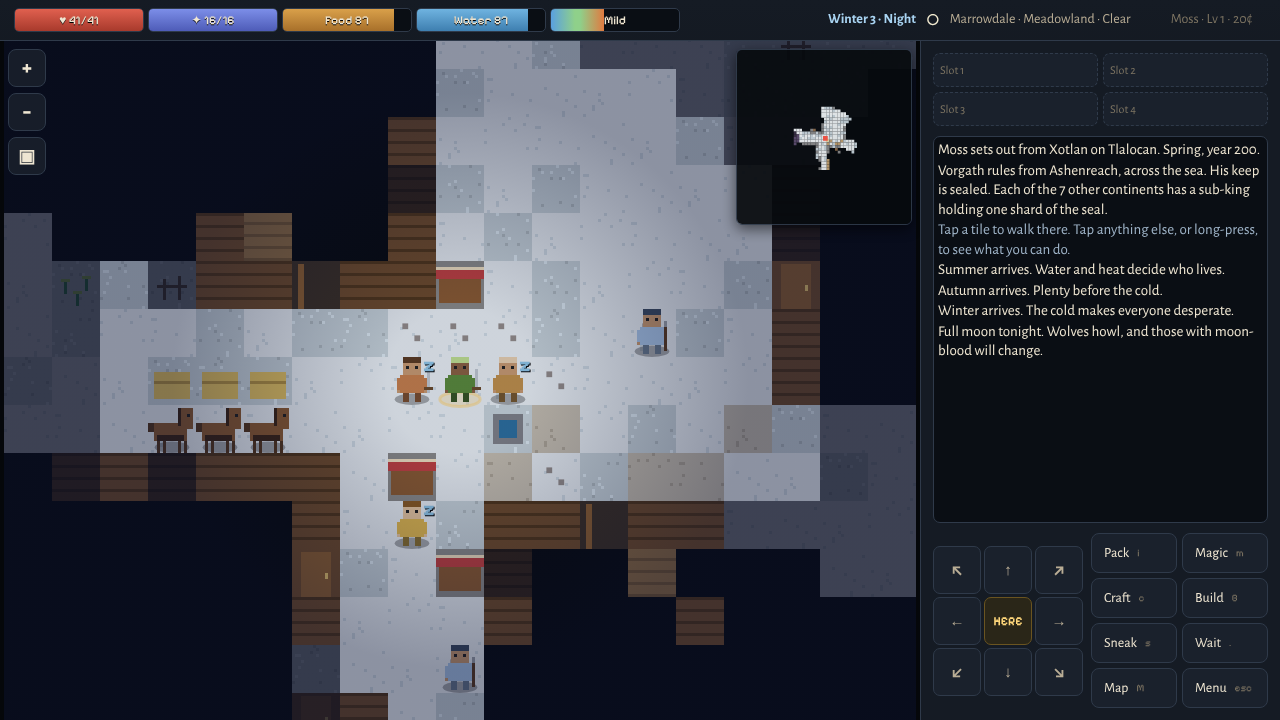 ♥ 41/41
✦ 16/16
Food 87
Water 87
Mild
Winter 3 · Night
Marrowdale · Meadowland · Clear
Moss · Lv 1 · 20¢
+
-
Slot 1
Slot 2
Slot 3
Slot 4
Moss sets out from Xotlan on Tlalocan. Spring, year 200.
Vorgath rules from Ashenreach, across the sea. His keep
is sealed. Each of the 7 other continents has a sub-king
holding one shard of the seal.
Tap a tile to walk there. Tap anything else, or long-press,
to see what you can do.
Summer arrives. Water and heat decide who lives.
Autumn arrives. Plenty before the cold.
Winter arrives. The cold makes everyone desperate.
Full moon tonight. Wolves howl, and those with moon-
blood will change.
Z
Z
Z
↖ ↑ ↗
← HERE →
↙ ↓ ↘
Pack i
Magic m
Craft c
Build B
Sneak s
Wait .
Map M
Menu esc